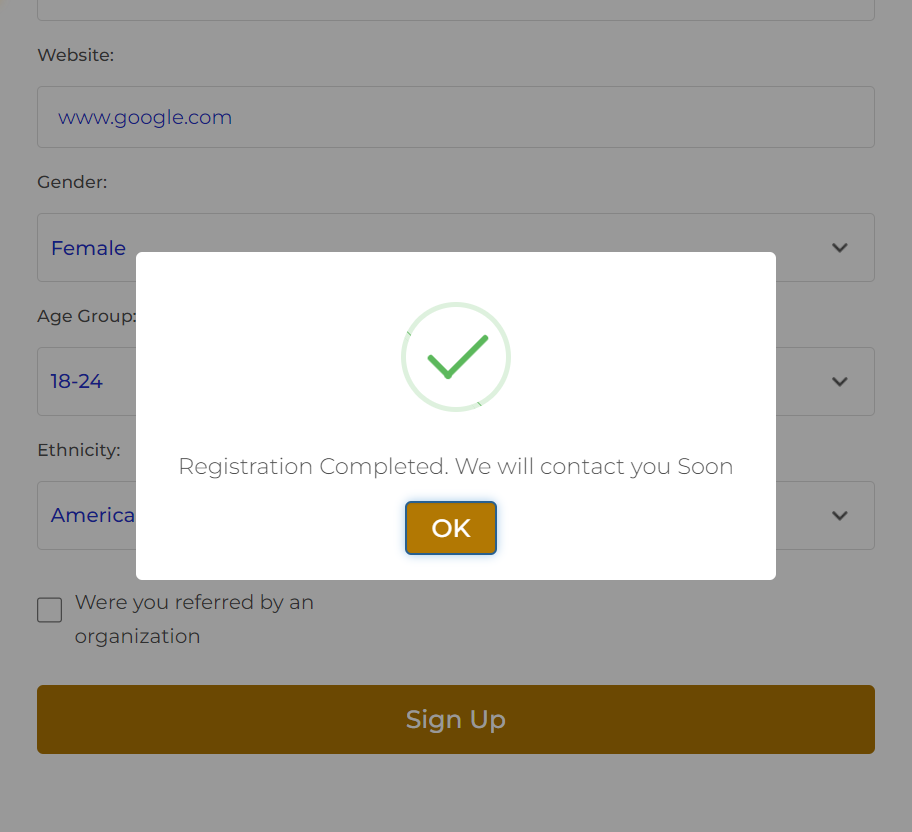 Website:
www.google.com
Gender:
Female
Age Group:
18-24
Registration Completed. We will contact you Soon
OK
Ethnicity:
America
Were you referred by an
organization
Sign Up